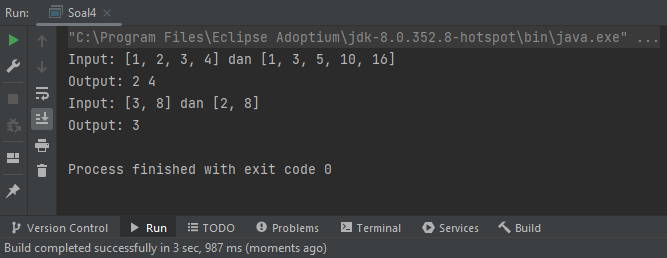 Run: Soal4
"C:\Program Files\Eclipse Adoptium\jdk-8.0.352.8-hotspot\bin\java.exe" ...
Input: [1, 2, 3, 4] dan [1, 3, 5, 10, 16]
Output: 2 4
Input: [3, 8] dan [2, 8]
Output: 3
Process finished with exit code 0
Version Control Run TODO Problems Terminal Services Build
Build completed successfully in 3 sec, 987 ms (moments ago)